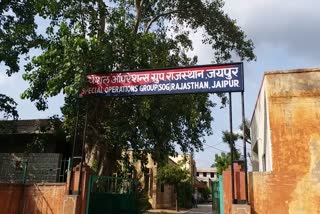 स्पेशल ऑपरेशन्स ग्रुप राजस्थान जयपुर
SPECIAL OPERATIONS GROUP(SOG)RAJASTHAN, JAIPUR